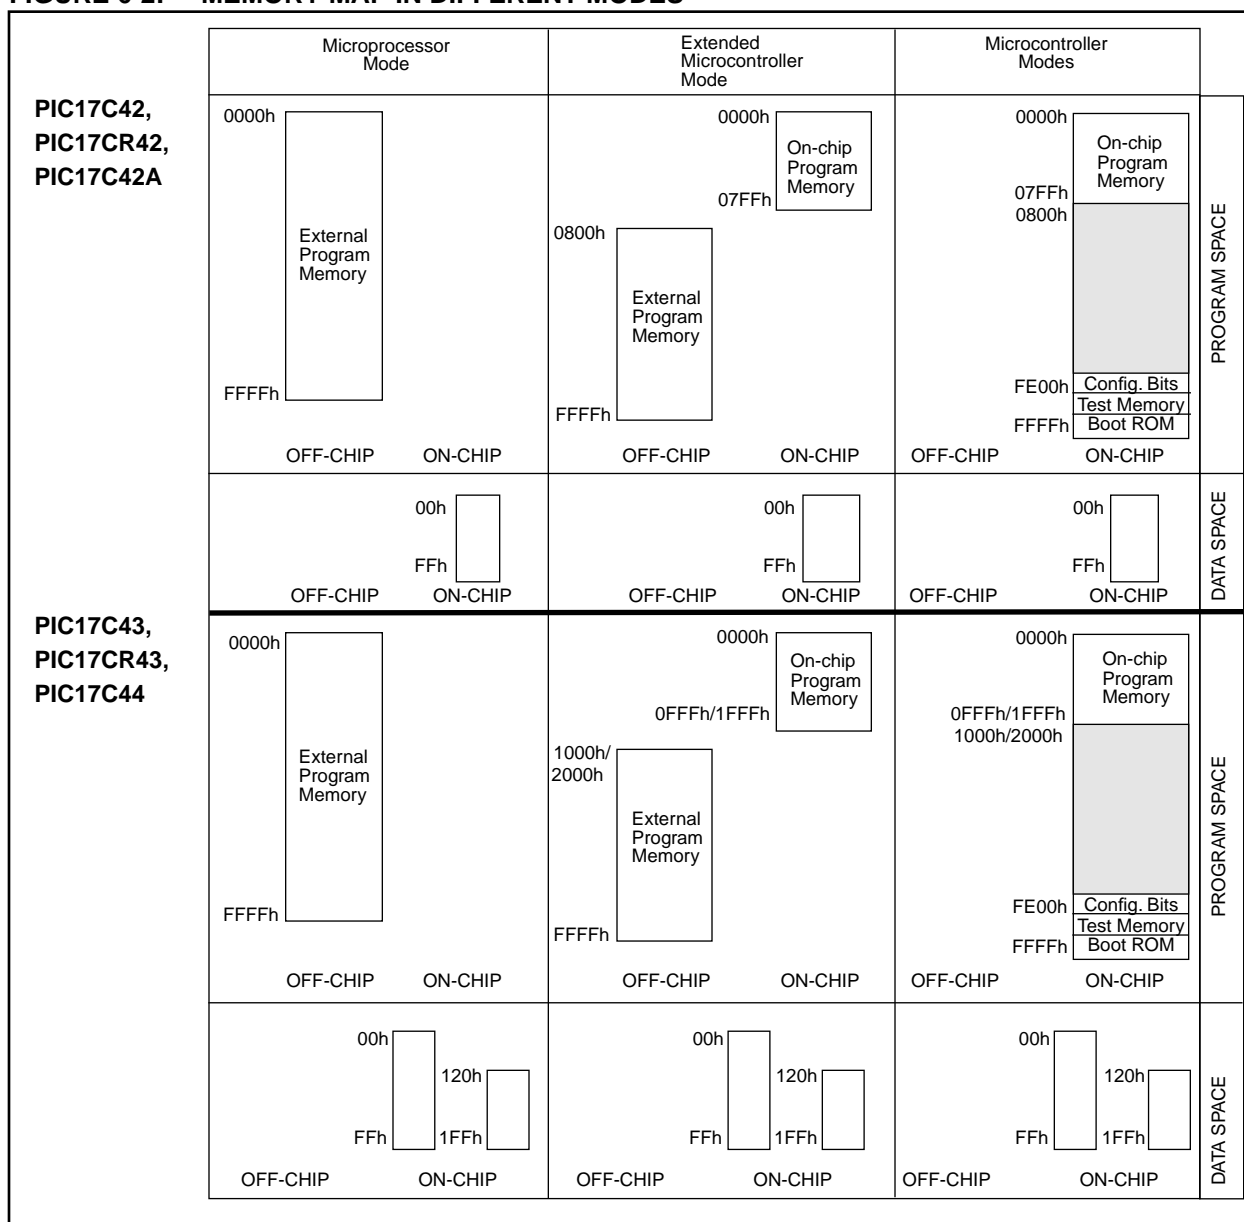 FIGURE 6-2: MEMORY MAP IN DIFFERENT MODES
Microprocessor
Mode
Extended
Microcontroller
Mode
Microcontroller
Modes
PIC17C42,
PIC17CR42,
PIC17C42A
0000h
External
Program
Memory
FFFFh
OFF-CHIP ON-CHIP
0000h
On-chip
Program
Memory
07FFh
0800h
External
Program
Memory
FFFFh
OFF-CHIP ON-CHIP
0000h
On-chip
Program
Memory
07FFh
0800h
FE00h Config. Bits
Test Memory
FFFFh Boot ROM
OFF-CHIP ON-CHIP
PROGRAM SPACE
00h
FFh
OFF-CHIP ON-CHIP
00h
FFh
OFF-CHIP ON-CHIP
00h
FFh
OFF-CHIP ON-CHIP
DATA SPACE
PIC17C43,
PIC17CR43,
PIC17C44
0000h
External
Program
Memory
FFFFh
OFF-CHIP ON-CHIP
0000h
On-chip
Program
Memory
0FFFh/1FFFh
1000h/
2000h
External
Program
Memory
FFFFh
OFF-CHIP ON-CHIP
0000h
On-chip
Program
Memory
0FFFh/1FFFh
1000h/2000h
FE00h Config. Bits
Test Memory
FFFFh Boot ROM
OFF-CHIP ON-CHIP
PROGRAM SPACE
00h
120h
FFh 1FFh
OFF-CHIP ON-CHIP
00h
120h
FFh 1FFh
OFF-CHIP ON-CHIP
00h
120h
FFh 1FFh
OFF-CHIP ON-CHIP
DATA SPACE